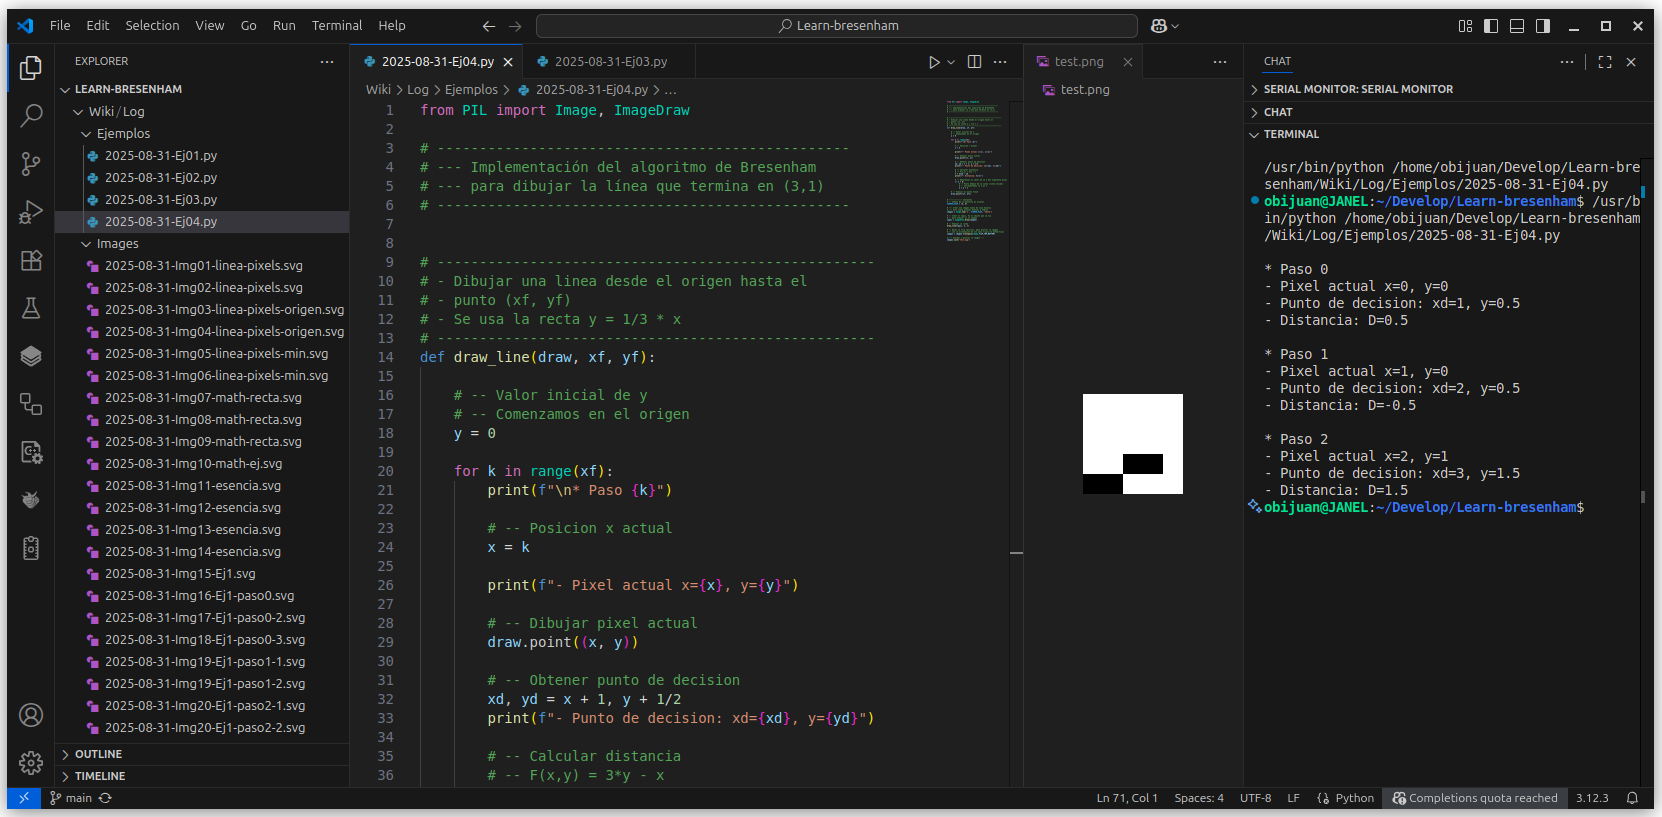 File Edit Selection View Go Run Terminal Help
Learn-bresenham
EXPLORER
LEARN-BRESENHAM
Wiki / Log
Ejemplos
2025-08-31-Ej01.py
2025-08-31-Ej02.py
2025-08-31-Ej03.py
2025-08-31-Ej04.py
Images
2025-08-31-Img01-linea-pixels.svg
2025-08-31-Img02-linea-pixels.svg
2025-08-31-Img03-linea-pixels-origen.svg
2025-08-31-Img04-linea-pixels-origen.svg
2025-08-31-Img05-linea-pixels-min.svg
2025-08-31-Img06-linea-pixels-min.svg
2025-08-31-Img07-math-recta.svg
2025-08-31-Img08-math-recta.svg
2025-08-31-Img09-math-recta.svg
2025-08-31-Img10-math-ej.svg
2025-08-31-Img11-esencia.svg
2025-08-31-Img12-esencia.svg
2025-08-31-Img13-esencia.svg
2025-08-31-Img14-esencia.svg
2025-08-31-Img15-Ej1.svg
2025-08-31-Img16-Ej1-paso0.svg
2025-08-31-Img17-Ej1-paso0-2.svg
2025-08-31-Img18-Ej1-paso0-3.svg
2025-08-31-Img19-Ej1-paso1-1.svg
2025-08-31-Img19-Ej1-paso1-2.svg
2025-08-31-Img20-Ej1-paso2-1.svg
2025-08-31-Img20-Ej1-paso2-2.svg
OUTLINE
TIMELINE
2025-08-31-Ej04.py
2025-08-31-Ej03.py
Wiki > Log > Ejemplos > 2025-08-31-Ej04.py > ...
1 from PIL import Image, ImageDraw
2
3 # -------------------------------------------------
4 # --- Implementación del algoritmo de Bresenham
5 # --- para dibujar la línea que termina en (3,1)
6 # -------------------------------------------------
7
8
9 # ----------------------------------------------------
10 # - Dibujar una linea desde el origen hasta el
11 # - punto (xf, yf)
12 # - Se usa la recta y = 1/3 * x
13 # ----------------------------------------------------
14 def draw_line(draw, xf, yf):
15
16 # -- Valor inicial de y
17 # -- Comenzamos en el origen
18 y = 0
19
20 for k in range(xf):
21 print(f"\n* Paso {k}")
22
23 # -- Posicion x actual
24 x = k
25
26 print(f"- Pixel actual x={x}, y={y}")
27
28 # -- Dibujar pixel actual
29 draw.point((x, y))
30
31 # -- Obtener punto de decision
32 xd, yd = x + 1, y + 1/2
33 print(f"- Punto de decision: xd={xd}, y={yd}")
34
35 # -- Calcular distancia
36 # -- F(x,y) = 3*y - x
test.png
test.png
CHAT
SERIAL MONITOR: SERIAL MONITOR
CHAT
TERMINAL
/usr/bin/python /home/obijuan/Develop/Learn-bre
senham/Wiki/Log/Ejemplos/2025-08-31-Ej04.py
obijuan@JANEL:~/Develop/Learn-bresenham$ /usr/b
in/python /home/obijuan/Develop/Learn-bresenham
/Wiki/Log/Ejemplos/2025-08-31-Ej04.py
* Paso 0
- Pixel actual x=0, y=0
- Punto de decision: xd=1, y=0.5
- Distancia: D=0.5
* Paso 1
- Pixel actual x=1, y=0
- Punto de decision: xd=2, y=0.5
- Distancia: D=-0.5
* Paso 2
- Pixel actual x=2, y=1
- Punto de decision: xd=3, y=1.5
- Distancia: D=1.5
obijuan@JANEL:~/Develop/Learn-bresenham$
main
Ln 71, Col 1 Spaces: 4 UTF-8 LF {} Python Completions quota reached 3.12.3